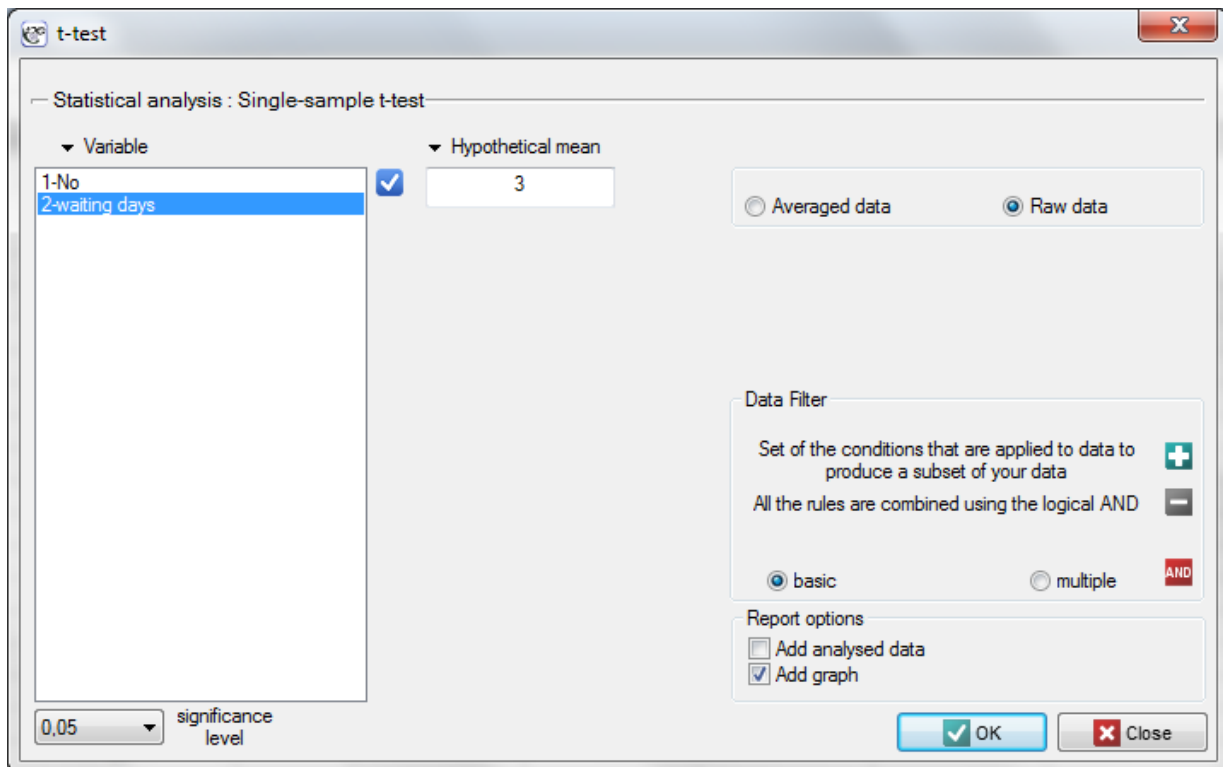 t-test
Statistical analysis : Single-sample t-test
Variable
Hypothetical mean
1-No
2-waiting days
3
Averaged data
Raw data
Data Filter
Set of the conditions that are applied to data to
produce a subset of your data
All the rules are combined using the logical AND
basic
multiple
AND
Report options
Add analysed data
Add graph
0,05
significance
level
OK
Close